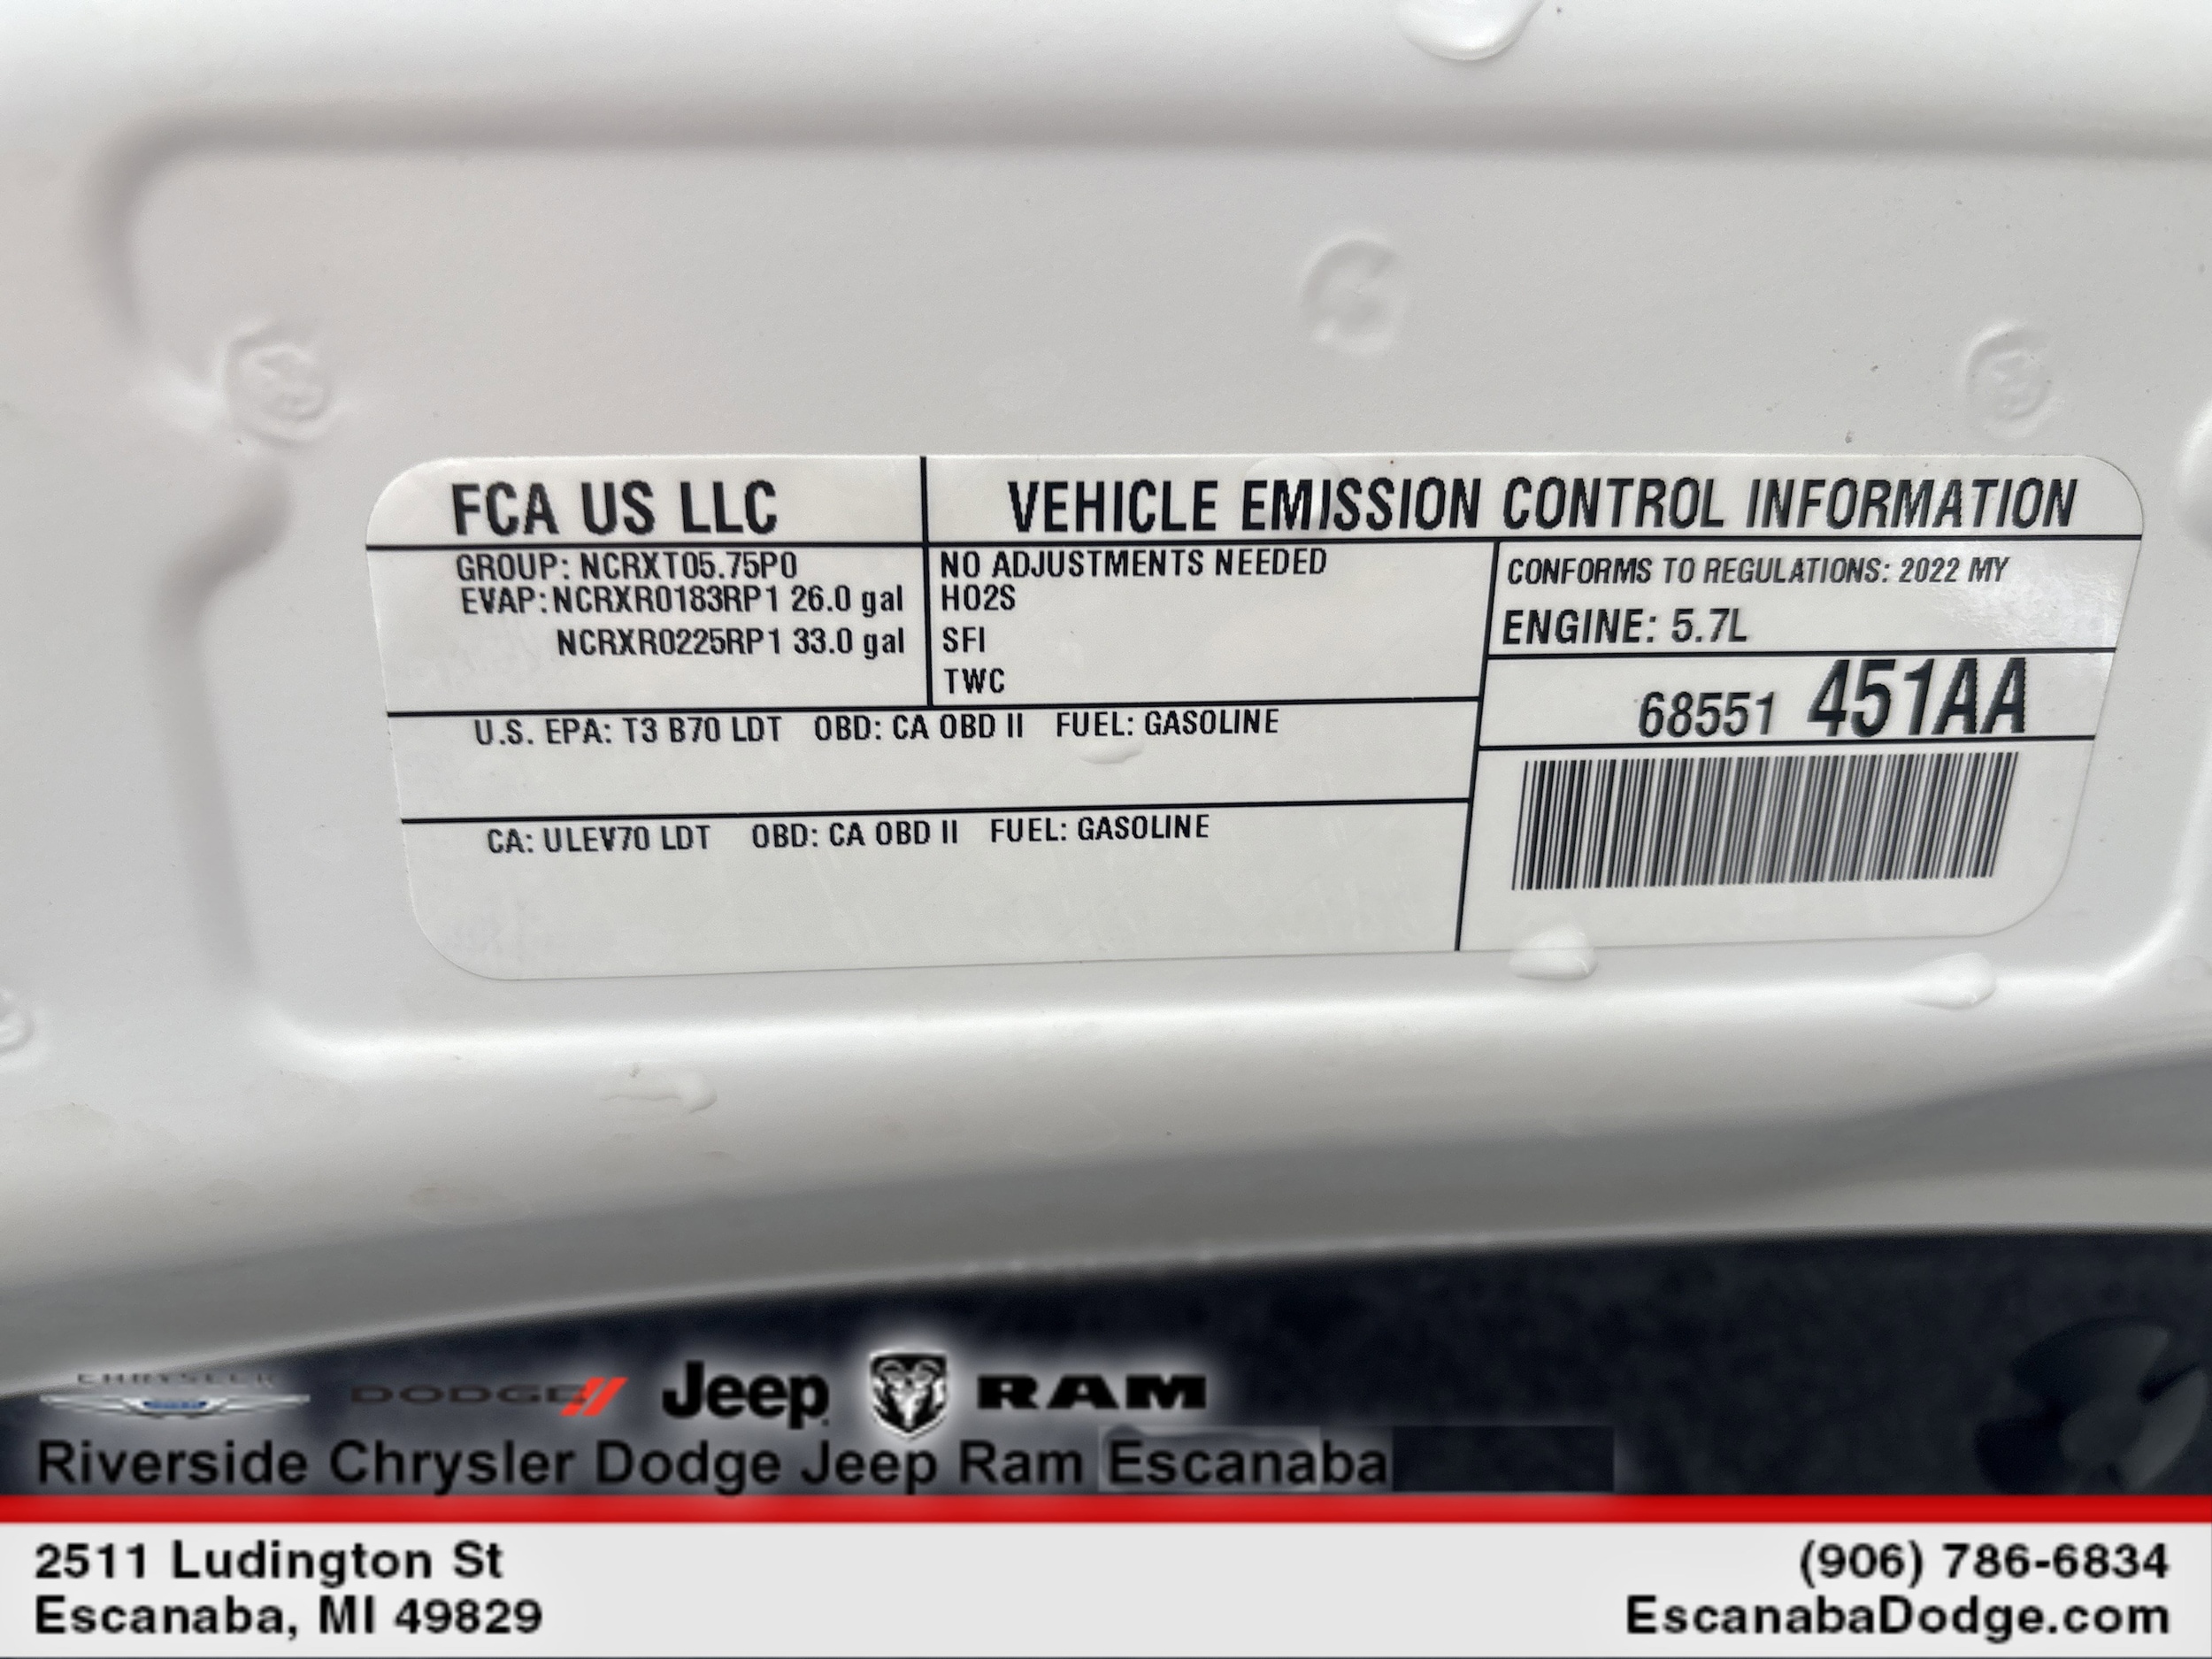 FCA US LLC
VEHICLE EMISSION CONTROL INFORMATION
GROUP: NCRXT05.75P0
EVAP: NCRXR0183RP1 26.0 gal
NCRXR0225RP1 33.0 gal
NO ADJUSTMENTS NEEDED
HO2S
SFI
TWC
CONFORMS TO REGULATIONS: 2022 MY
ENGINE: 5.7L
68551 451AA
U.S. EPA: T3 B70 LDT OBD: CA OBD II FUEL: GASOLINE
CA: ULEV70 LDT OBD: CA OBD II FUEL: GASOLINE
CHRYSLER DODGE Jeep RAM
Riverside Chrysler Dodge Jeep Ram Escanaba
2511 Ludington St
Escanaba, MI 49829
(906) 786-6834
EscanabaDodge.com